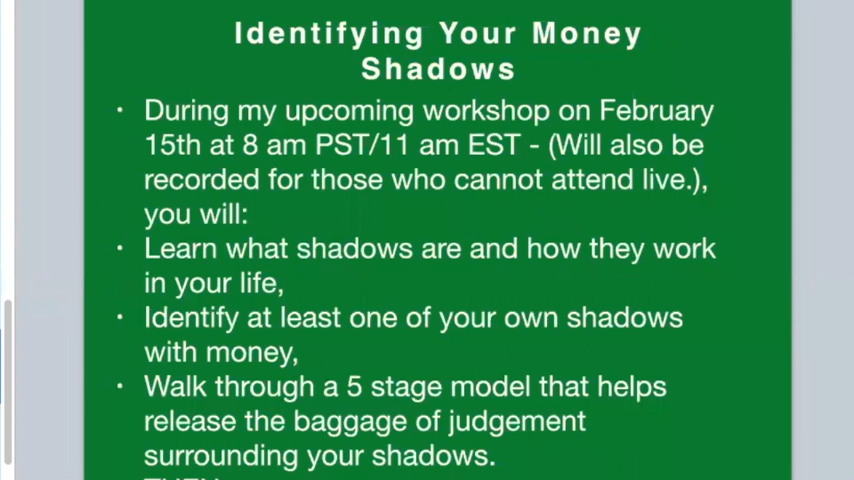 Identifying Your Money
Shadows
· During my upcoming workshop on February
15th at 8 am PST/11 am EST - (Will also be
recorded for those who cannot attend live.),
you will:
· Learn what shadows are and how they work
in your life,
· Identify at least one of your own shadows
with money,
· Walk through a 5 stage model that helps
release the baggage of judgement
surrounding your shadows.